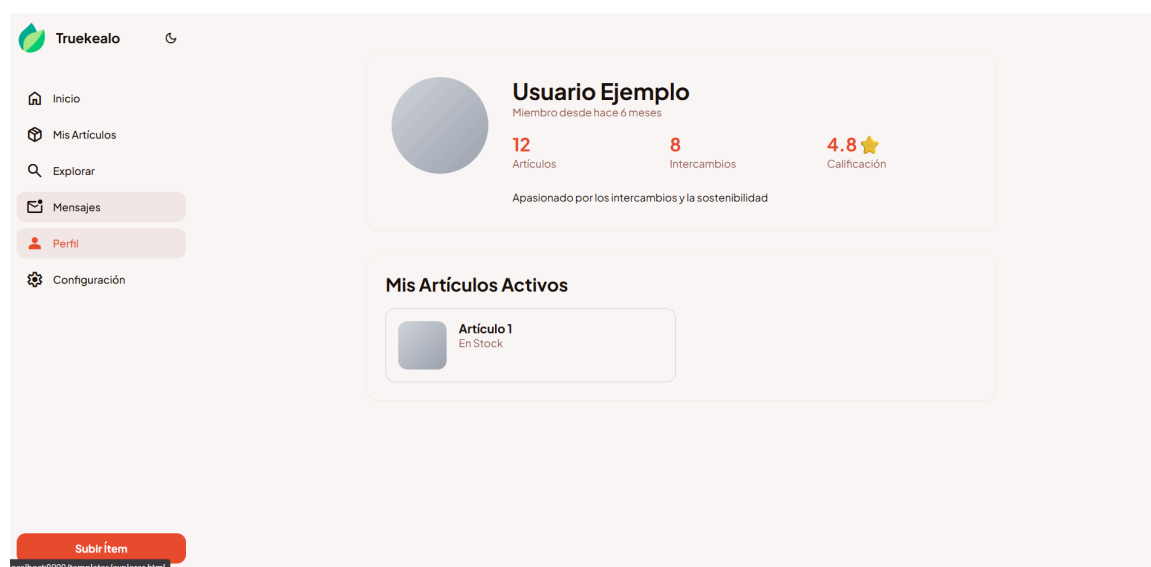 Truekealo
Inicio
Mis Artículos
Explorar
Mensajes
Perfil
Configuración
Subir Ítem
Usuario Ejemplo
Miembro desde hace 6 meses
12
Artículos
8
Intercambios
4.8
Calificación
Apasionado por los intercambios y la sostenibilidad
Mis Artículos Activos
Artículo 1
En Stock